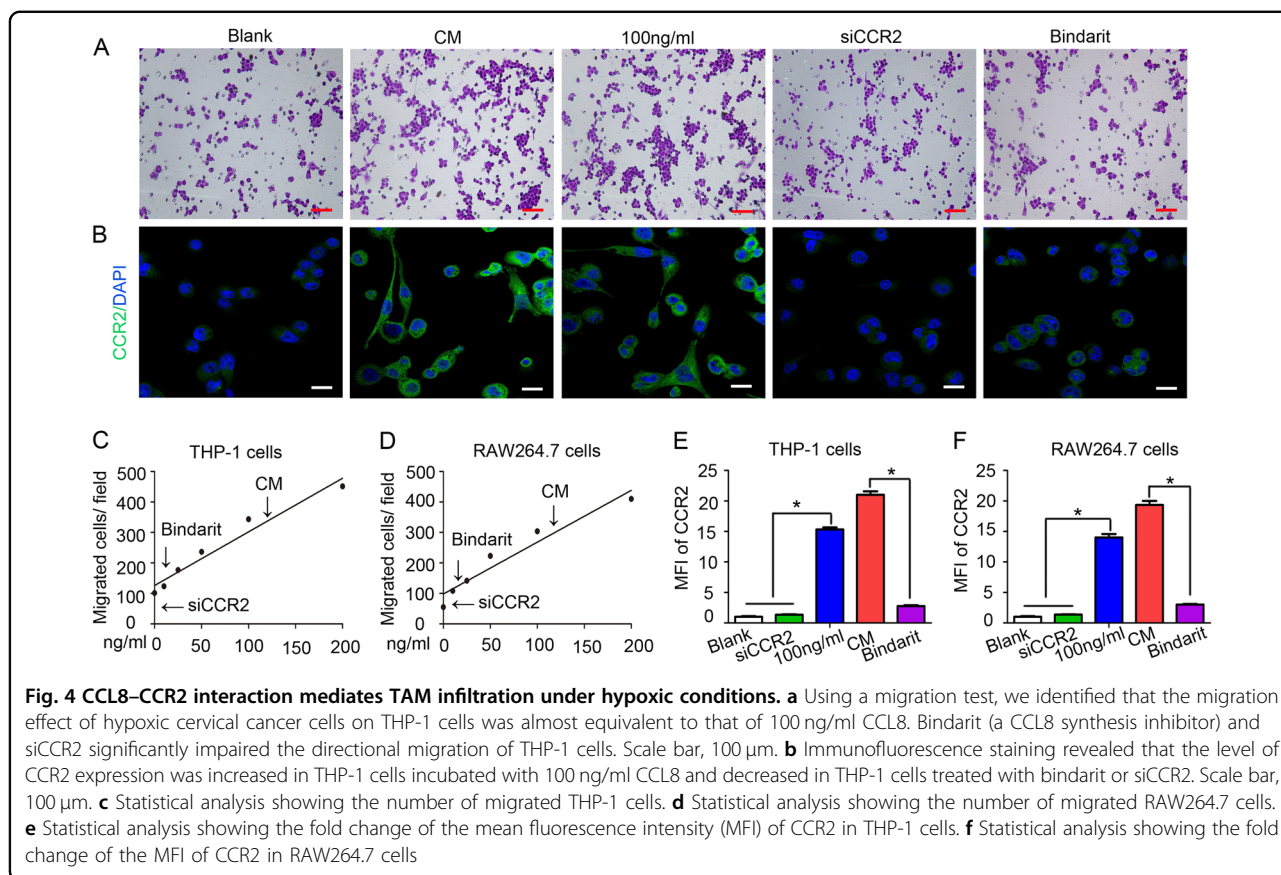 A
Blank CM 100ng/ml siCCR2 Bindarit
B
CCR2/DAPI
C
THP-1 cells
Migrated cells/ field
500
400
300
200
100
0
CM
Bindarit
siCCR2
ng/ml 0 50 100 150 200
D
RAW264.7 cells
Migrated cells/ field
500
400
300
200
100
0
CM
Bindarit
siCCR2
ng/ml 0 50 100 150 200
E
THP-1 cells
MFI of CCR2
25
20
15
10
5
0
* *
Blank siCCR2 100ng/ml CM Bindarit
F
RAW264.7 cells
MFI of CCR2
25
20
15
10
5
0
* *
Blank siCCR2 100ng/ml CM Bindarit
Fig. 4 CCL8–CCR2 interaction mediates TAM infiltration under hypoxic conditions. a Using a migration test, we identified that the migration
effect of hypoxic cervical cancer cells on THP-1 cells was almost equivalent to that of 100 ng/ml CCL8. Bindarit (a CCL8 synthesis inhibitor) and
siCCR2 significantly impaired the directional migration of THP-1 cells. Scale bar, 100 μm. b Immunofluorescence staining revealed that the level of
CCR2 expression was increased in THP-1 cells incubated with 100 ng/ml CCL8 and decreased in THP-1 cells treated with bindarit or siCCR2. Scale bar,
100 μm. c Statistical analysis showing the number of migrated THP-1 cells. d Statistical analysis showing the number of migrated RAW264.7 cells.
e Statistical analysis showing the fold change of the mean fluorescence intensity (MFI) of CCR2 in THP-1 cells. f Statistical analysis showing the fold
change of the MFI of CCR2 in RAW264.7 cells